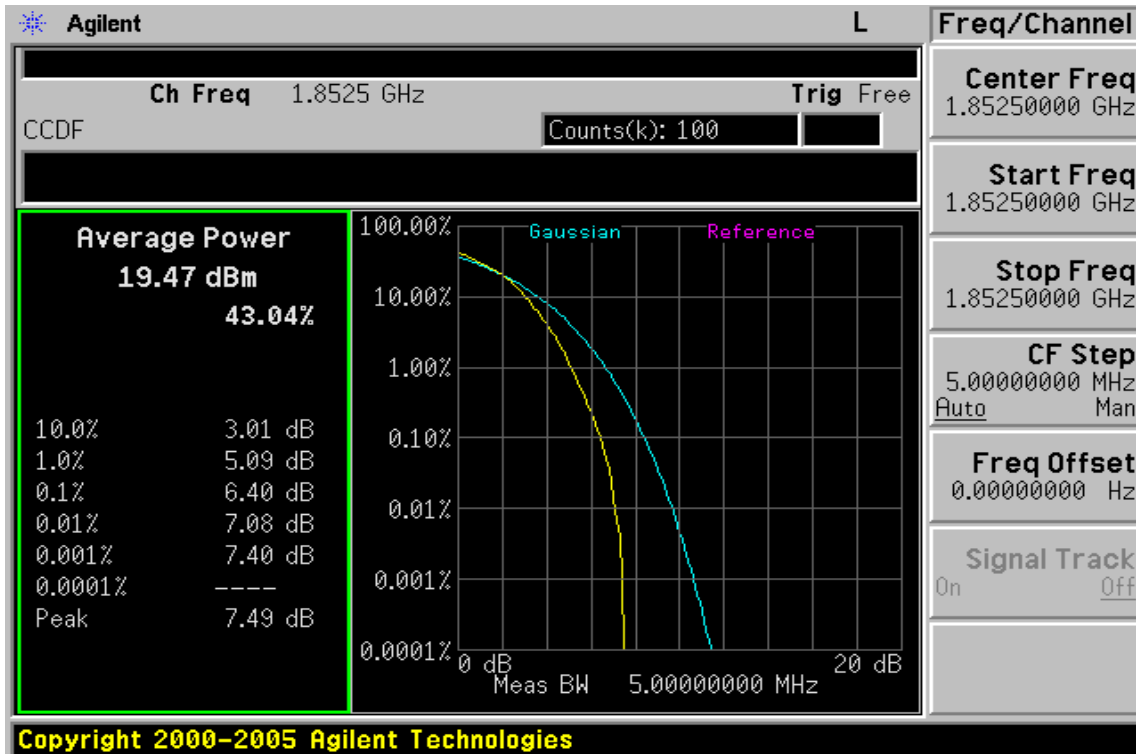 Agilent L
Ch Freq 1.8525 GHz Trig Free
CCDF Counts(k): 100
Average Power
19.47 dBm
43.04%
10.0% 3.01 dB
1.0% 5.09 dB
0.1% 6.40 dB
0.01% 7.08 dB
0.001% 7.40 dB
0.0001% ----
Peak 7.49 dB
Gaussian Reference
100.00%
10.00%
1.00%
0.10%
0.01%
0.001%
0.0001%
0 dB 20 dB
Meas BW 5.00000000 MHz
Freq/Channel
Center Freq
1.85250000 GHz
Start Freq
1.85250000 GHz
Stop Freq
1.85250000 GHz
CF Step
5.00000000 MHz
Auto Man
Freq Offset
0.00000000 Hz
Signal Track
On Off
Copyright 2000-2005 Agilent Technologies